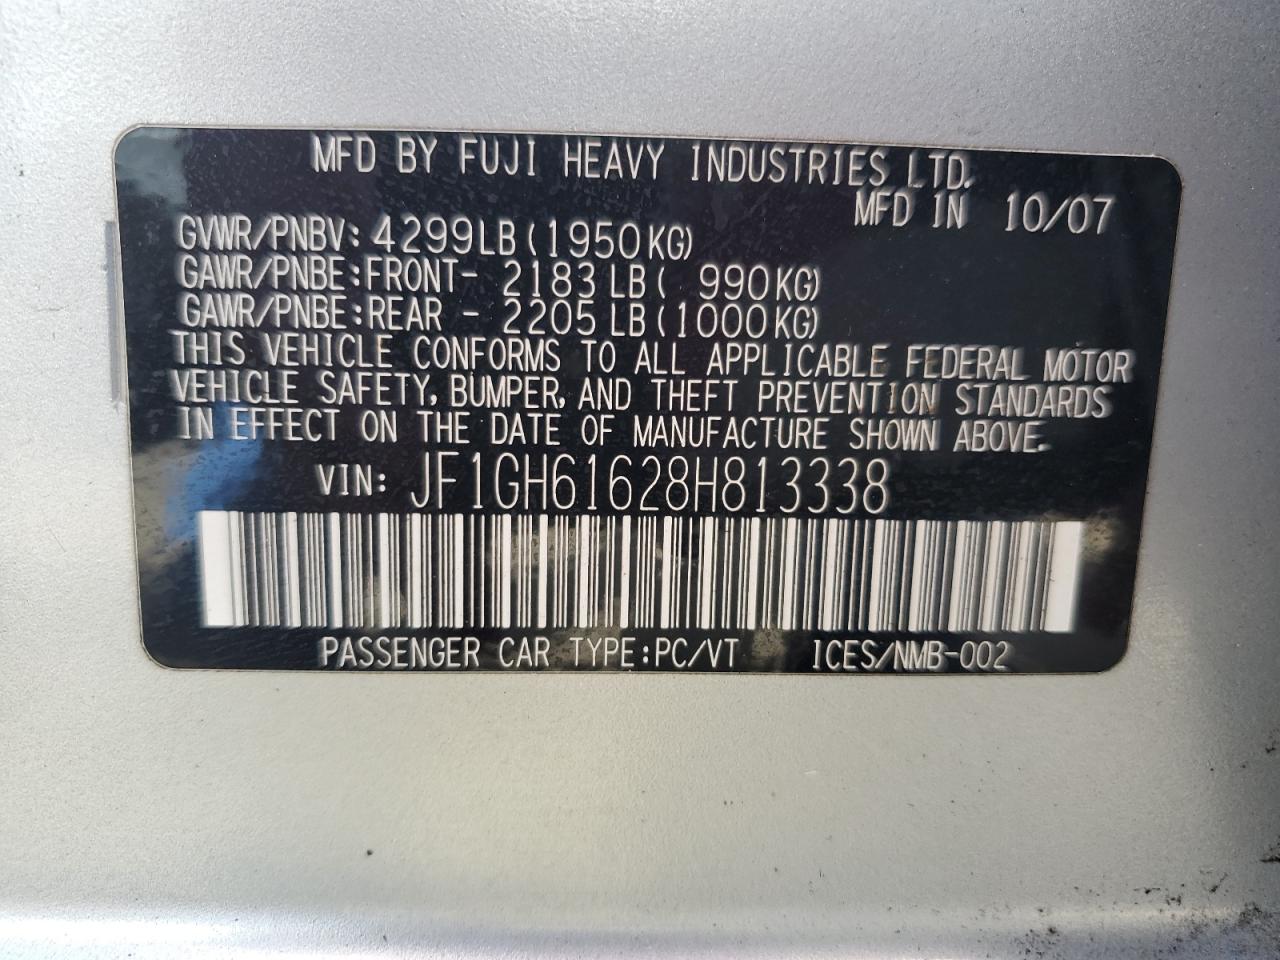 MFD BY FUJI HEAVY INDUSTRIES LTD.
MFD IN 10/07
GVWR/PNBV: 4299LB (1950KG)
GAWR/PNBE:FRONT- 2183 LB ( 990KG)
GAWR/PNBE:REAR - 2205 LB (1000KG)
THIS VEHICLE CONFORMS TO ALL APPLICABLE FEDERAL MOTOR
VEHICLE SAFETY, BUMPER, AND THEFT PREVENTION STANDARDS
IN EFFECT ON THE DATE OF MANUFACTURE SHOWN ABOVE.
VIN: JF1GH61628H813338
PASSENGER CAR TYPE:PC/VT ICES/NMB-002